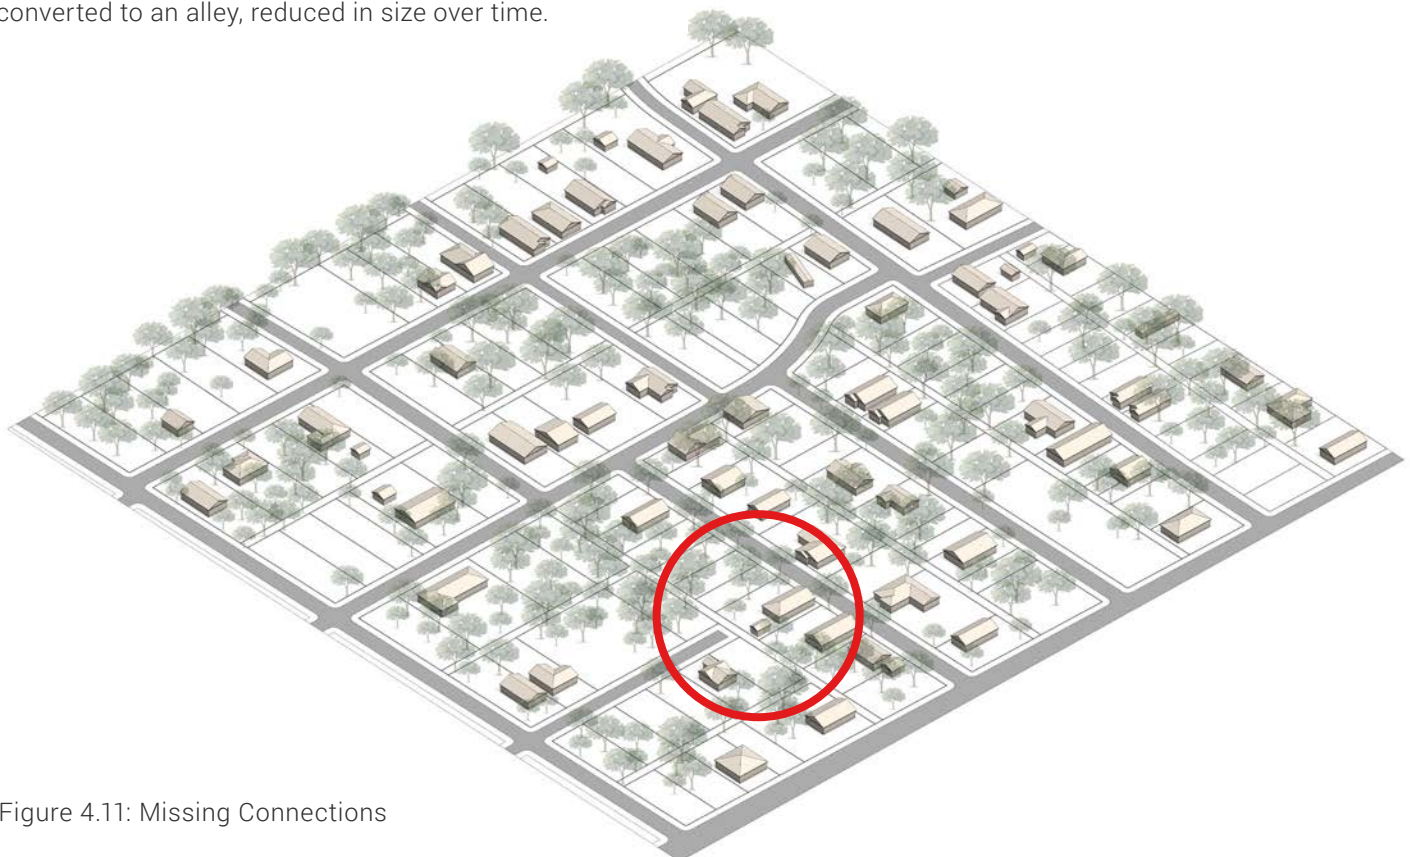 converted to an alley, reduced in size over time.
Figure 4.11: Missing Connections